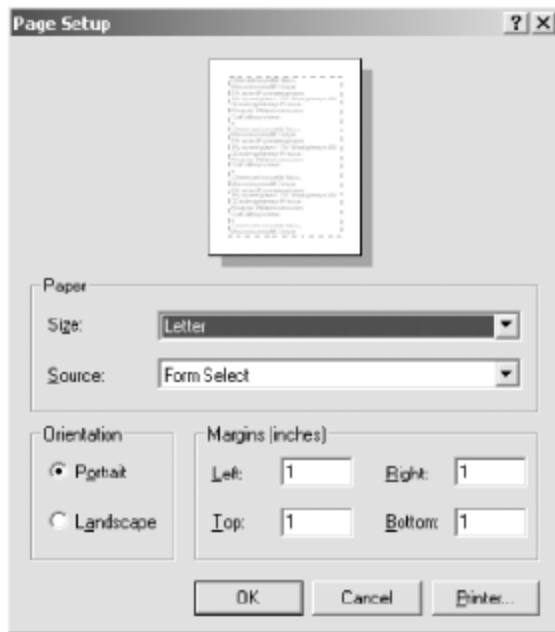 Page Setup
Paper
Size: Letter
Source: Form Select
Orientation
Portrait
Landscape
Margins (inches)
Left: 1 Right: 1
Top: 1 Bottom: 1
OK Cancel Printer...